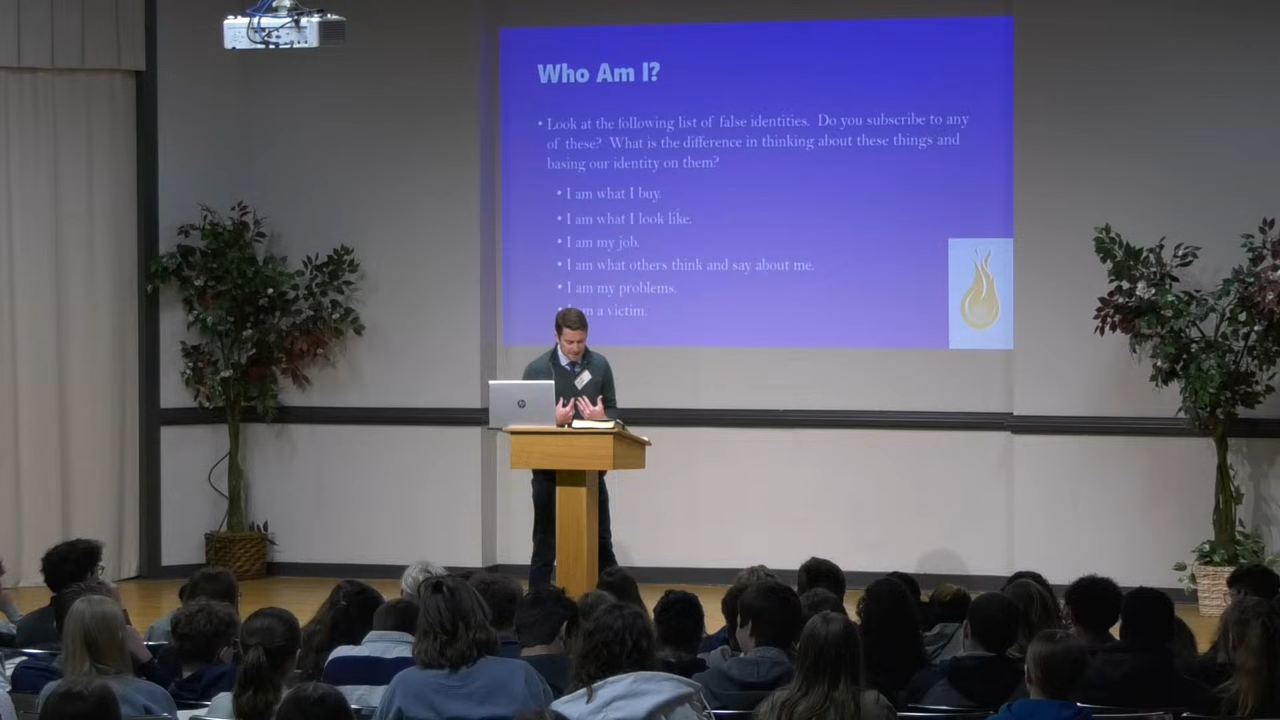 Who Am I?
• Look at the following list of false identities. Do you subscribe to any
of these? What is the difference in thinking about these things and
basing our identity on them?
• I am what I buy.
• I am what I look like.
• I am my job.
• I am what others think and say about me.
• I am my problems.
am a victim.
hp